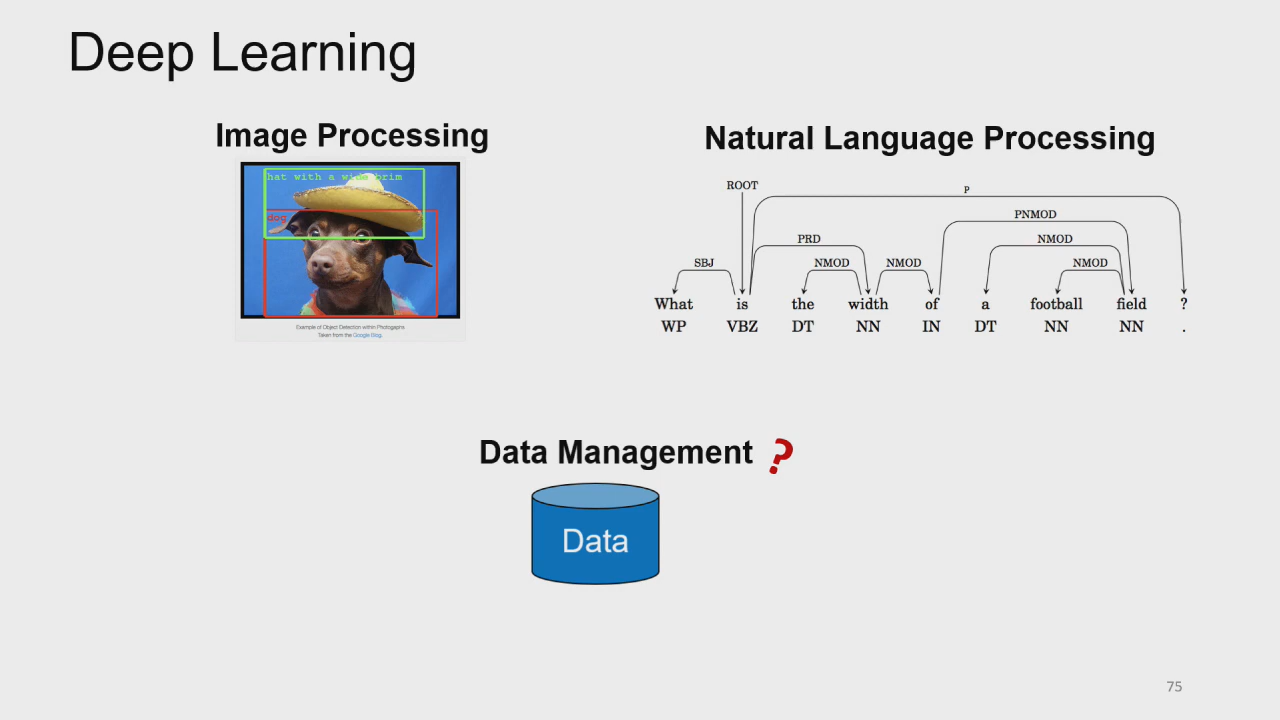 Deep Learning
Image Processing
hat with a wide brim
dog
Example of Object Detection within Photographs
Taken from the Google Blog.
Natural Language Processing
ROOT
P
PNMOD
PRD
NMOD
SBJ
NMOD
NMOD
NMOD
What is the width of a football field ?
WP VBZ DT NN IN DT NN NN .
Data Management ?
Data
75